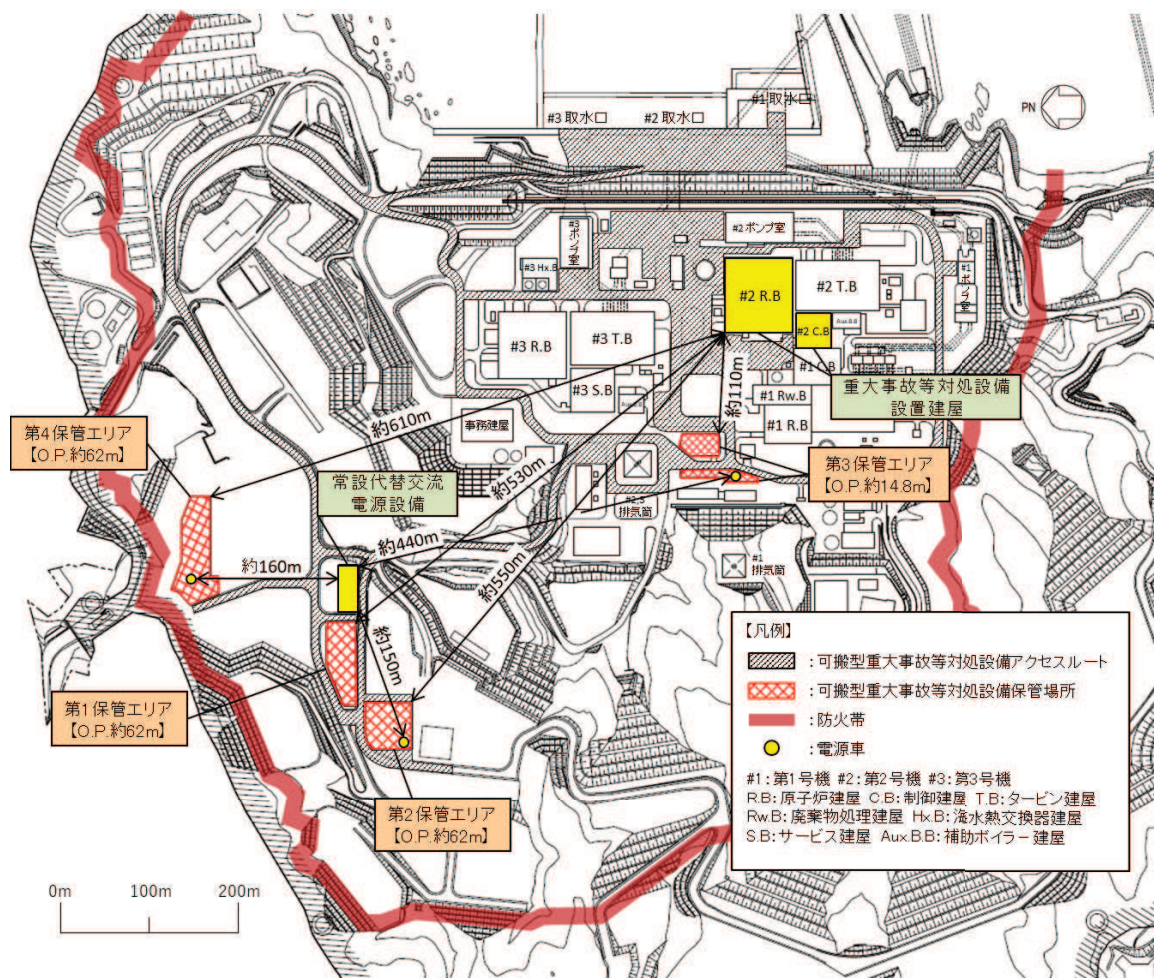 #1取水口
#3取水口
#2取水口
PN
#2ポンプ室
#3
ポンプ室
#3 Hx.B
#1
ポンプ室
#2 R.B
#2 T.B
#2 C.B
Aux.B.B
#3 R.B
#3 T.B
#1 C.B
重大事故等対処設備
設置建屋
#3 S.B
#1 Rw.B
約110m
約610m
#1 R.B
事務建屋
第4保管エリア
【O.P.約62m】
第3保管エリア
【O.P.約14.8m】
常設代替交流
電源設備
約530m
#2,3
排気筒
約440m
約160m
約550m
#1
排気筒
約150m
第1保管エリア
【O.P.約62m】
第2保管エリア
【O.P.約62m】
【凡例】
:可搬型重大事故等対処設備アクセスルート
:可搬型重大事故等対処設備保管場所
:防火帯
:電源車
#1:第1号機 #2:第2号機 #3:第3号機
R.B:原子炉建屋 C.B:制御建屋 T.B:タービン建屋
Rw.B:廃棄物処理建屋 Hx.B:海水熱交換器建屋
S.B:サービス建屋 Aux.B.B:補助ボイラー建屋
0m 100m 200m